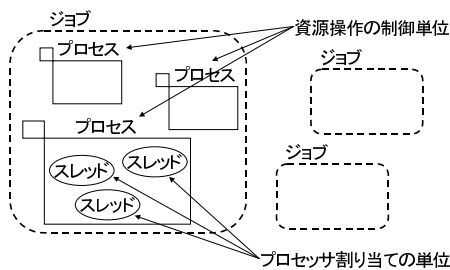 ジョブ
資源操作の制御単位
プロセス
プロセス
ジョブ
プロセス
スレッド
スレッド
スレッド
ジョブ
プロセッサ割り当ての単位